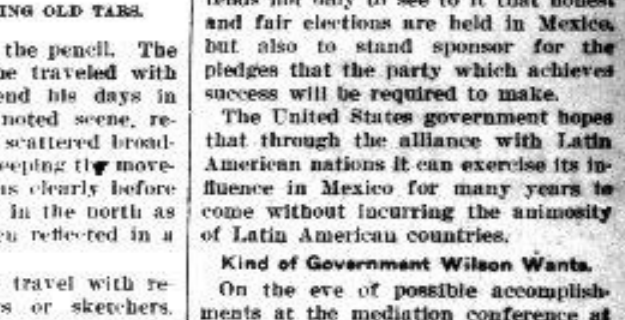 ING OLD TABS.
the pencil. The
traveled with
end his days in
noted scene, re-
scattered broad-
eeping the move-
as clearly before
in the north as
reflected in a
travel with re-
s or sketchers.
tends not only to see to it that honest
and fair elections are held in Mexico,
but also to stand sponsor for the
pledges that the party which achieves
success will be required to make.
The United States government hopes
that through the alliance with Latin
American nations it can exercise its in-
fluence in Mexico for many years to
come without incurring the animosity
of Latin American countries.
Kind of Government Wilson Wants.
On the eve of possible accomplish-
ments at the mediation conference at